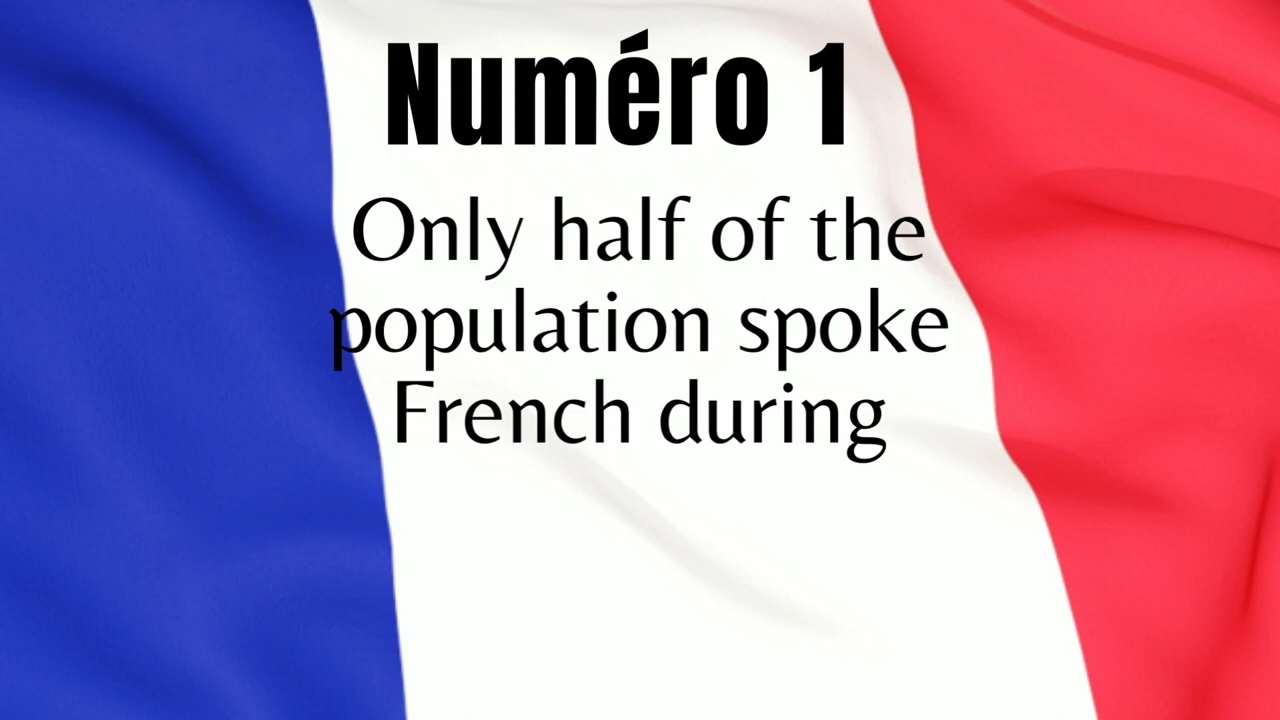 Numéro 1
Only half of the
population spoke
French during